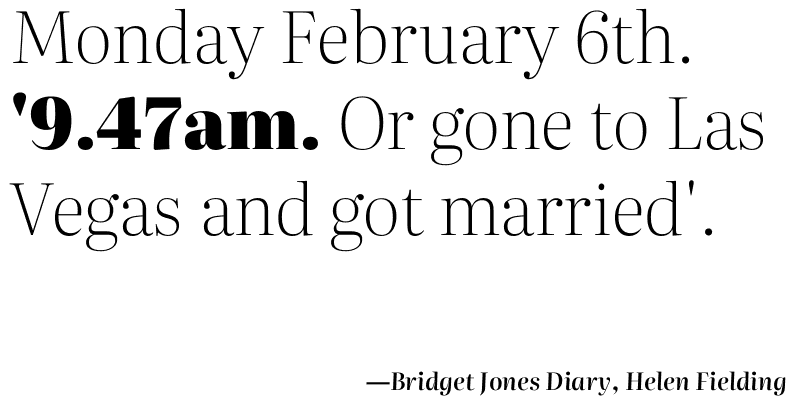 Monday February 6th.
'9.47am. Or gone to Las
Vegas and got married'.
—Bridget Jones Diary, Helen Fielding